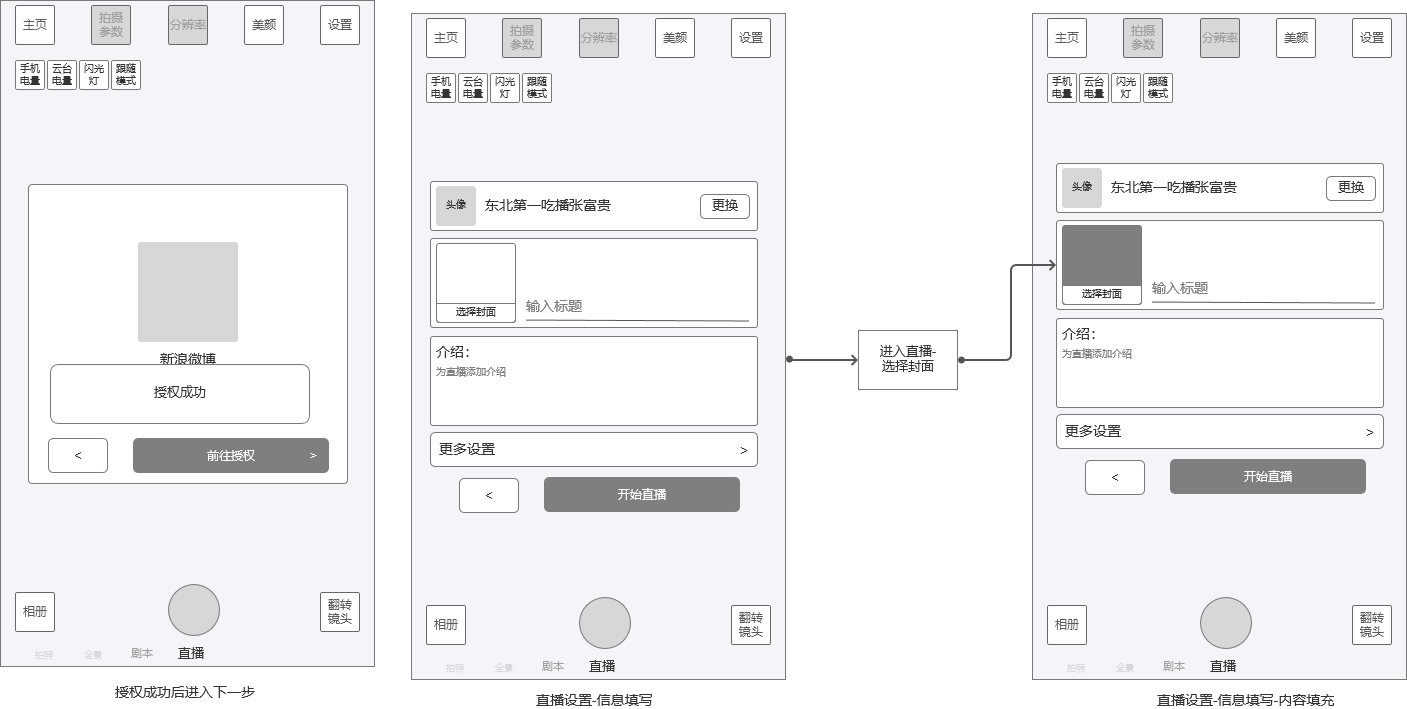 主页
拍摄
参数
分辨率
美颜
设置
手机
电量
云台
电量
闪光
灯
跟随
模式
新浪微博
授权成功
<
前往授权 >
相册
翻转
镜头
拍照
全景
剧本
直播
授权成功后进入下一步
主页
拍摄
参数
分辨率
美颜
设置
手机
电量
云台
电量
闪光
灯
跟随
模式
头像
东北第一吃播张富贵
更换
选择封面
输入标题
介绍：
为直播添加介绍
更多设置 >
<
开始直播
相册
翻转
镜头
拍照
全景
剧本
直播
直播设置-信息填写
进入直播-
选择封面
主页
拍摄
参数
分辨率
美颜
设置
手机
电量
云台
电量
闪光
灯
跟随
模式
头像
东北第一吃播张富贵
更换
选择封面
输入标题
介绍：
为直播添加介绍
更多设置 >
<
开始直播
相册
翻转
镜头
拍照
全景
剧本
直播
直播设置-信息填写-内容填充